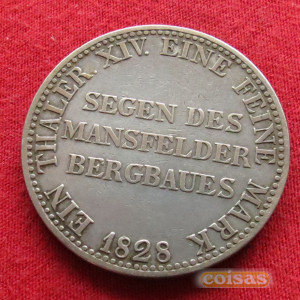 EIN THALER XIV. EINE FEINE MARK
SEGEN DES
MANSFELDER
BERGBAUES
1828
coisas